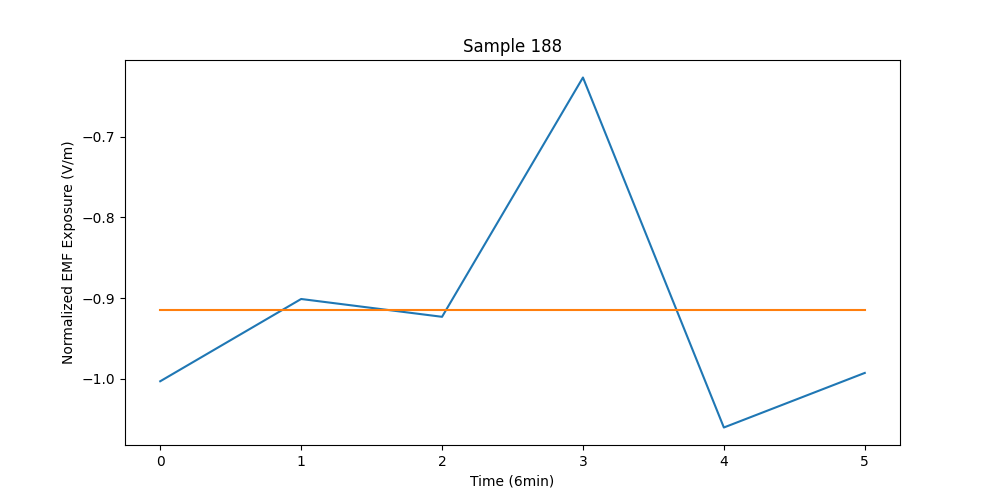 Sample 188
Normalized EMF Exposure (V/m)
−0.7
−0.8
−0.9
−1.0
0 1 2 3 4 5
Time (6min)